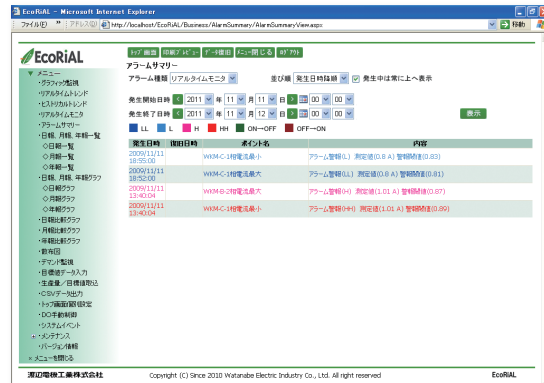 EcoRiAL - Microsoft Internet Explorer
ファイル(F) » アドレス(D) http://localhost/EcoRiAL/Business/AlarmSummary/AlarmSummaryView.aspx 移動
EcoRiAL
トップ画面 印刷プレビュー データ復旧 メニュー閉じる ログアウト
アラームサマリー
アラーム種類 リアルタイムモニタ 並び順 発生日時降順 発生中は常に上へ表示
発生開始日時 < 2011 年 11 月 11 日 > 00 : 00
発生終了日時 < 2011 年 11 月 12 日 > 00 : 00 表示
LL L H HH ON→OFF OFF→ON
発生日時 復旧日時 ポイント名 内容
2009/11/11 18:55:00 WKM-C-1相電流最小 アラーム警報(L) 測定値(0.8 A) 警報閾値(0.83)
2009/11/11 18:52:00 WKM-C-1相電流最大 アラーム警報(LL) 測定値(0.8 A) 警報閾値(0.81)
2009/11/11 13:40:04 WKM-B-2相電流最大 アラーム警報(H) 測定値(1.01 A) 警報閾値(0.87)
2009/11/11 13:40:04 WKM-C-1相電流最小 アラーム警報(HH) 測定値(1.01 A) 警報閾値(0.89)
▼ メニュー
・グラフィック監視
・リアルタイムトレンド
・ヒストリカルトレンド
・リアルタイムモニタ
・アラームサマリー
・日報、月報、年報一覧
◇日報一覧
◇月報一覧
◇年報一覧
・日報、月報、年報グラフ
◇日報グラフ
◇月報グラフ
◇年報グラフ
・日報比較グラフ
・月報比較グラフ
・年報比較グラフ
・散布図
・デマンド監視
・目標値データ入力
・生産量/目標値取込
・CSVデータ出力
・トップ画面個別設定
・DO手動制御
・システムイベント
・メンテナンス
・バージョン情報
× メニューを閉じる
渡辺電機工業株式会社 Copyright (C) Since 2010 Watanabe Electric Industry Co., Ltd. All right reserved EcoRiAL